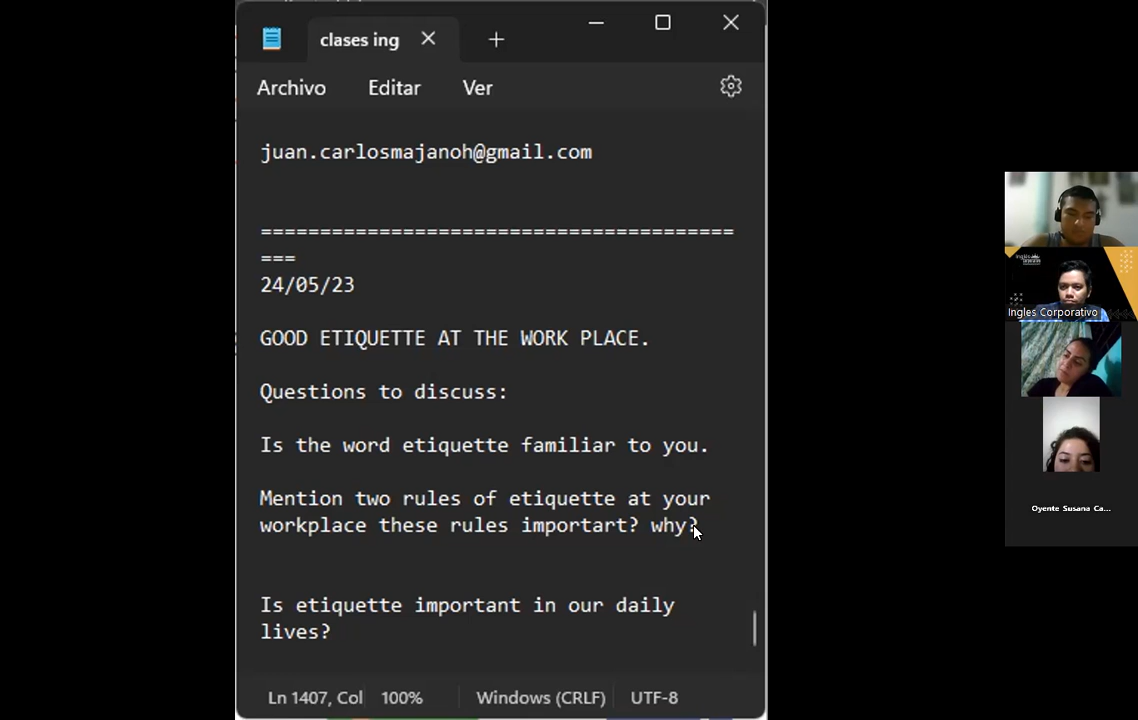 clases ing
Archivo Editar Ver
juan.carlosmajanoh@gmail.com
========================================
===
24/05/23
GOOD ETIQUETTE AT THE WORK PLACE.
Questions to discuss:
Is the word etiquette familiar to you.
Mention two rules of etiquette at your
workplace these rules importart? why?
Is etiquette important in our daily
lives?
Ln 1407, Col 100% Windows (CRLF) UTF-8
Ingles Corporativo
Oyente Susana Ca...